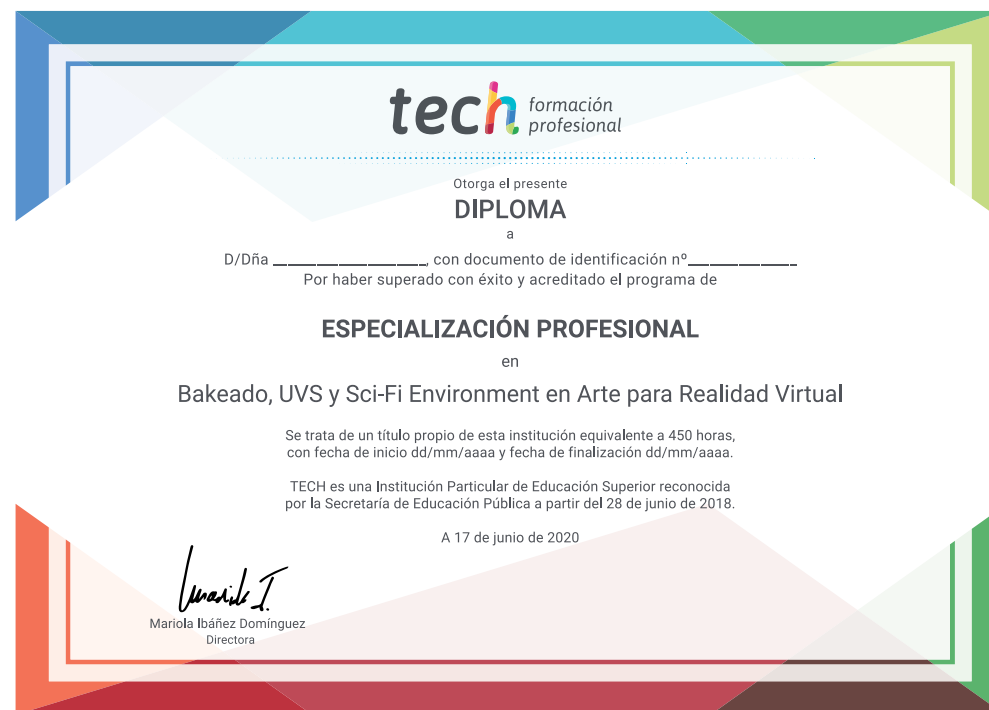 tech formación
profesional
Otorga el presente
DIPLOMA
a
D/Dña ____________________, con documento de identificación nº______________
Por haber superado con éxito y acreditado el programa de
ESPECIALIZACIÓN PROFESIONAL
en
Bakeado, UVS y Sci-Fi Environment en Arte para Realidad Virtual
Se trata de un título propio de esta institución equivalente a 450 horas,
con fecha de inicio dd/mm/aaaa y fecha de finalización dd/mm/aaaa.
TECH es una Institución Particular de Educación Superior reconocida
por la Secretaría de Educación Pública a partir del 28 de junio de 2018.
A 17 de junio de 2020
Mariola Ibáñez Domínguez
Directora